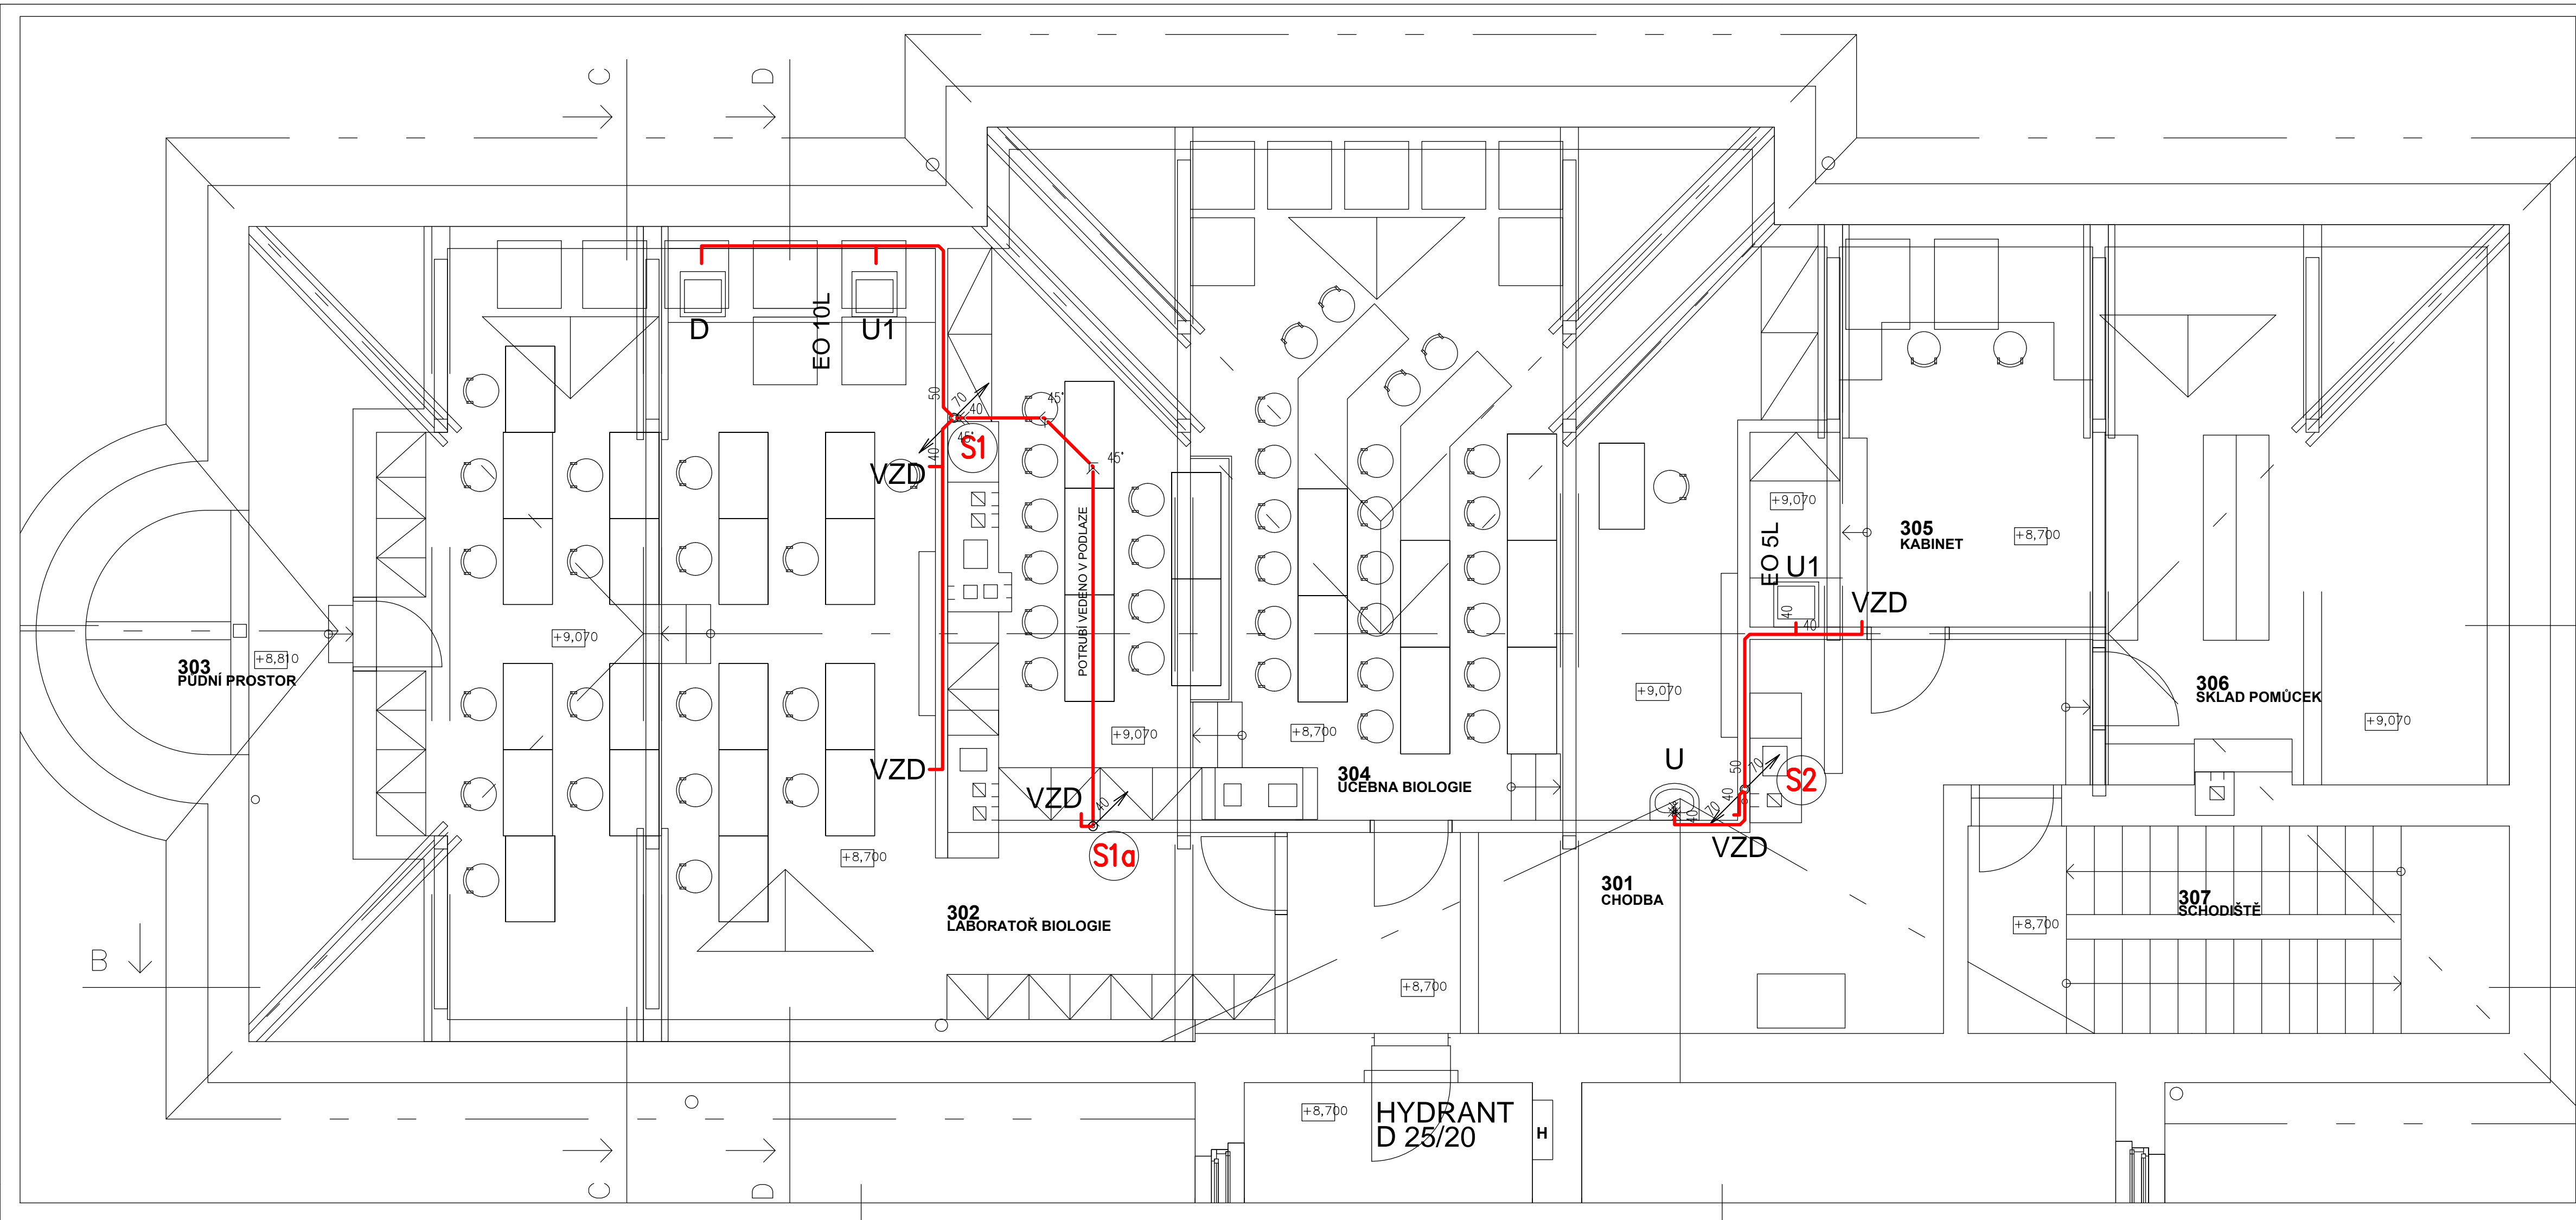 C
D
D
EO 10L
U1
50
70
40
45°
45°
S1
40
45°
VZD
+9,070
EO 5L
305
KABINET
+8,700
U1
40
40
VZD
POTRUBÍ VEDENO V PODLAZE
+9,070
303
PŮDNÍ PROSTOR
+8,810
306
SKLAD POMŮCEK
+9,070
+9,070
+9,070
+8,700
VZD
VZD
40
S1a
304
UČEBNA BIOLOGIE
U
50
70
40
S2
70
40
VZD
+8,700
301
CHODBA
302
LABORATOŘ BIOLOGIE
307
SCHODIŠTĚ
+8,700
B
+8,700
+8,700
HYDRANT
D 25/20
H
C
D